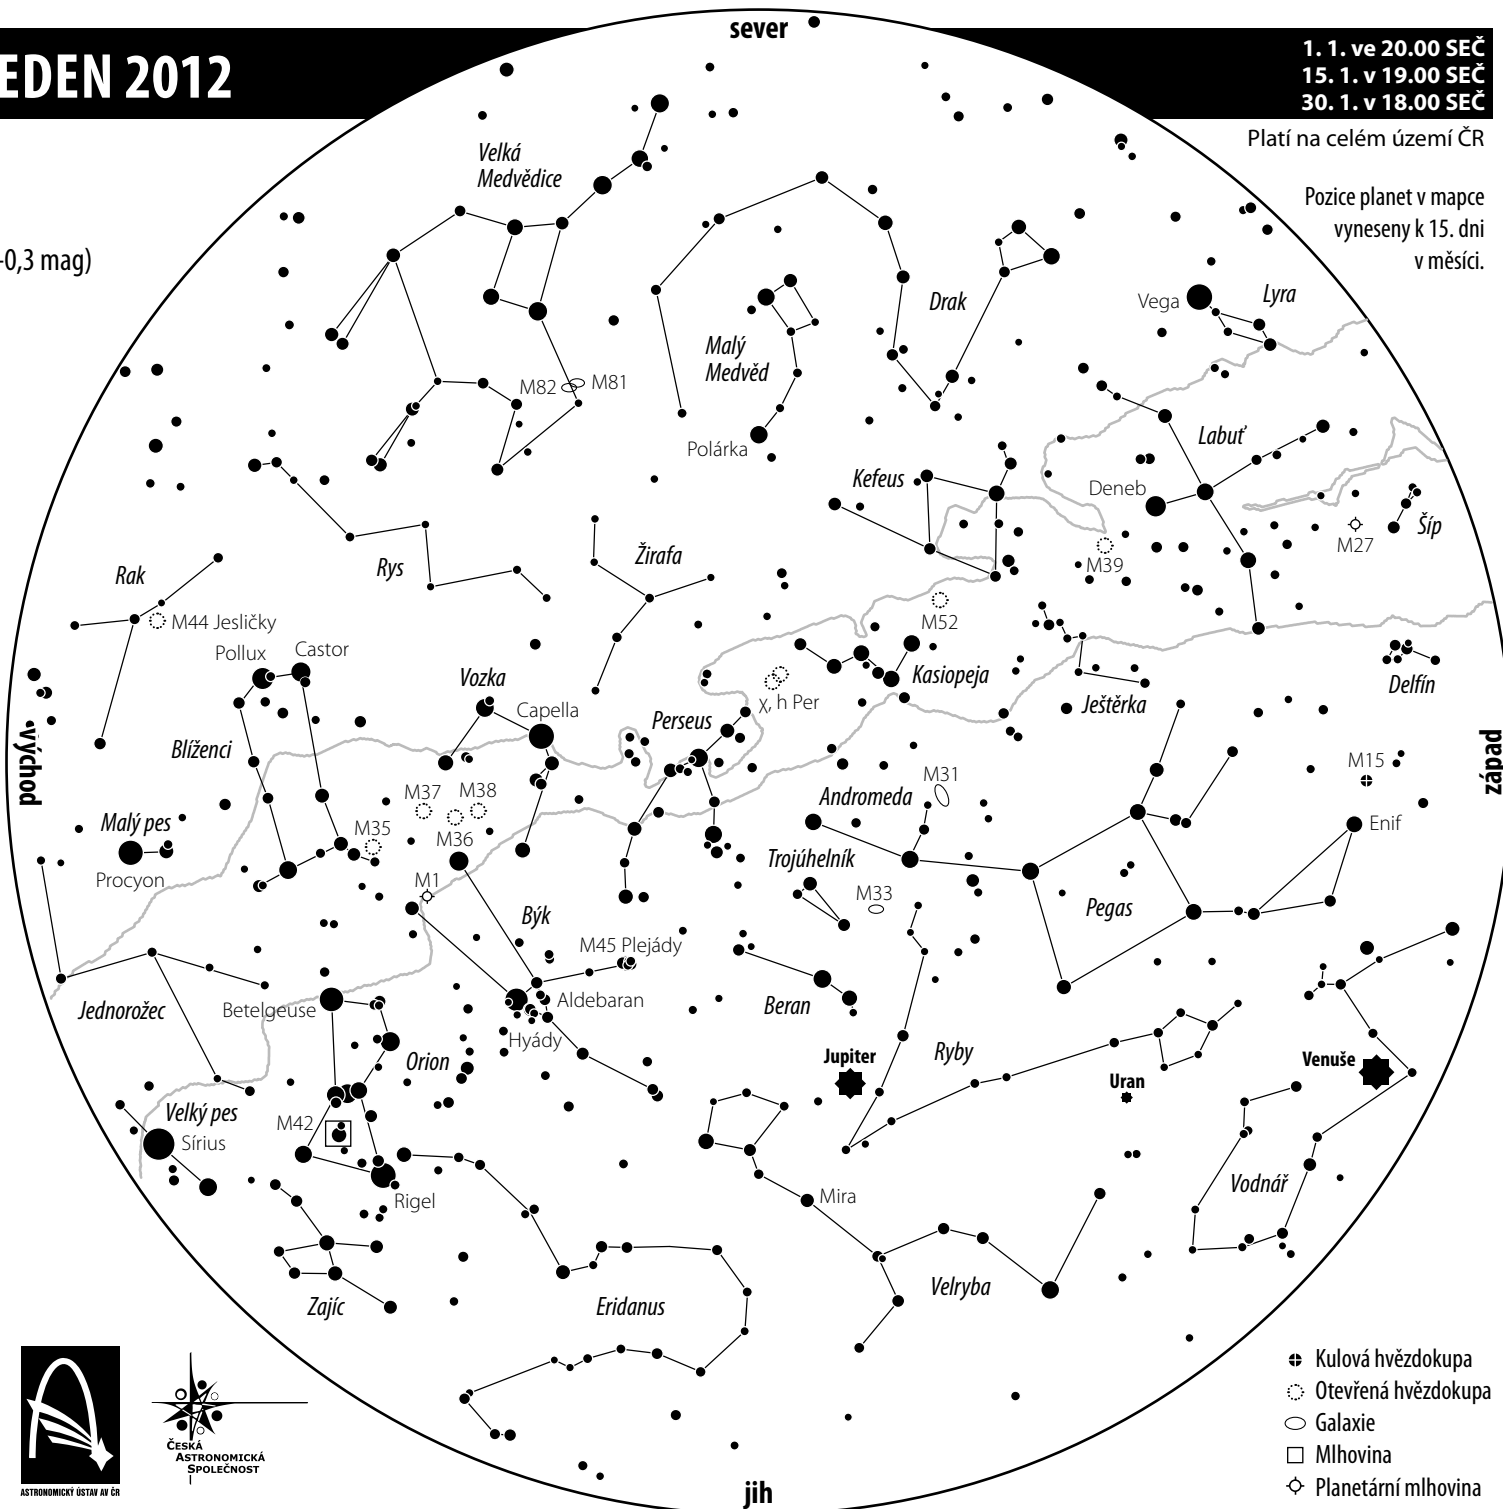 sever
EDEN 2012
1. 1. ve 20.00 SEČ
15. 1. v 19.00 SEČ
30. 1. v 18.00 SEČ
Platí na celém území ČR
Pozice planet v mapce
vyneseny k 15. dni
v měsíci.
-0,3 mag)
Velká
Medvědice
Drak
Vega
Lyra
Malý
Medvěd
M82
M81
Polárka
Labuť
Kefeus
Deneb
Šíp
M27
M39
Rak
Rys
Žirafa
M44 Jesličky
M52
Pollux
Castor
Vozka
Kasiopeja
Delfín
Capella
Perseus
χ, h Per
Ještěrka
východ
Blíženci
západ
M15
M31
M37
M38
Andromeda
Malý pes
M35
M36
Enif
Procyon
M1
Trojúhelník
M33
Pegas
Býk
M45 Plejády
Jednorožec
Betelgeuse
Aldebaran
Beran
Hyády
Orion
Jupiter
Ryby
Venuše
Uran
Velký pes
M42
Sírius
Rigel
Mira
Vodnář
Zajíc
Eridanus
Velryba
jih
Kulová hvězdokupa
Otevřená hvězdokupa
Galaxie
Mlhovina
Planetární mlhovina
ASTRONOMICKÝ ÚSTAV AV ČR
ČESKÁ
ASTRONOMICKÁ
SPOLEČNOST